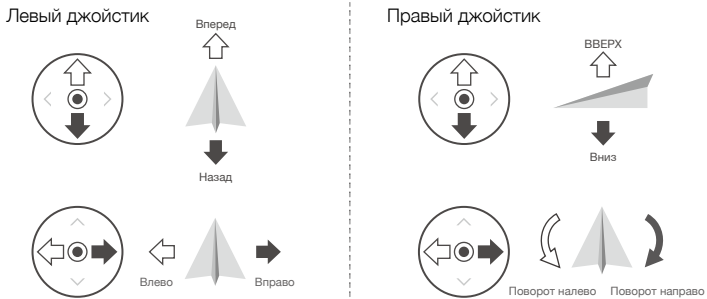 Левый джойстик
Вперед
Назад
Влево
Вправо
Правый джойстик
ВВЕРХ
Вниз
Поворот налево
Поворот направо